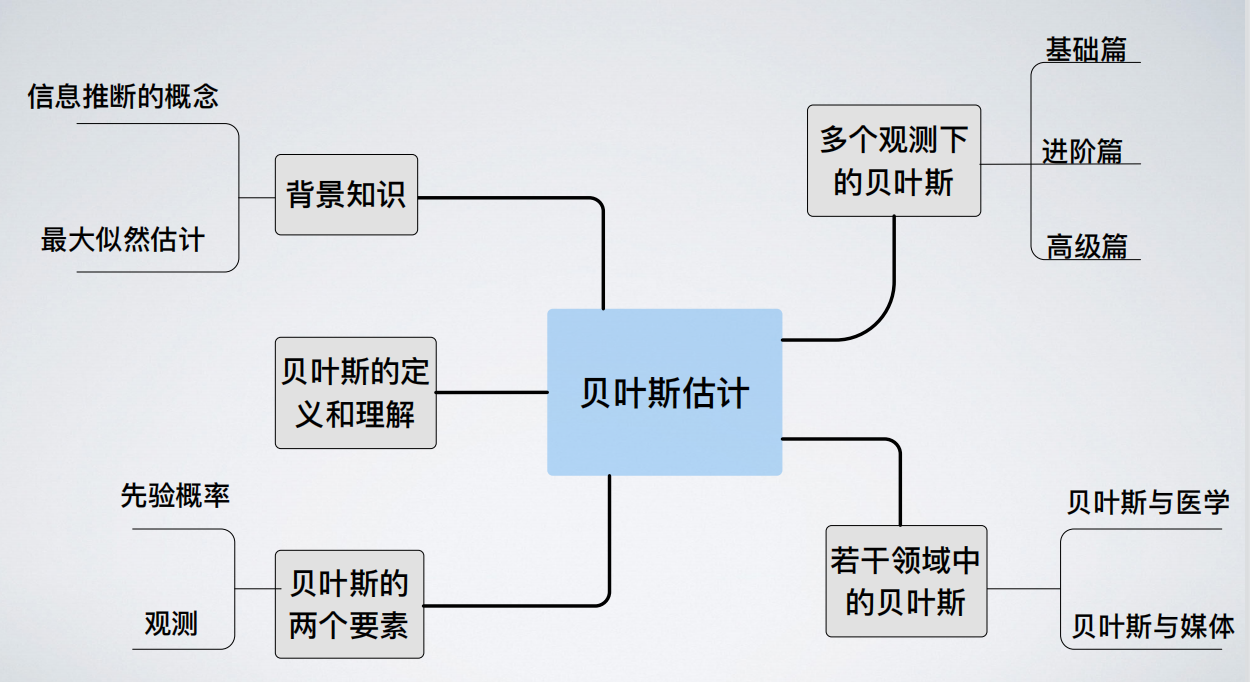 信息推断的概念
最大似然估计
背景知识
贝叶斯的定
义和理解
先验概率
观测
贝叶斯的
两个要素
贝叶斯估计
多个观测下
的贝叶斯
基础篇
进阶篇
高级篇
若干领域中
的贝叶斯
贝叶斯与医学
贝叶斯与媒体